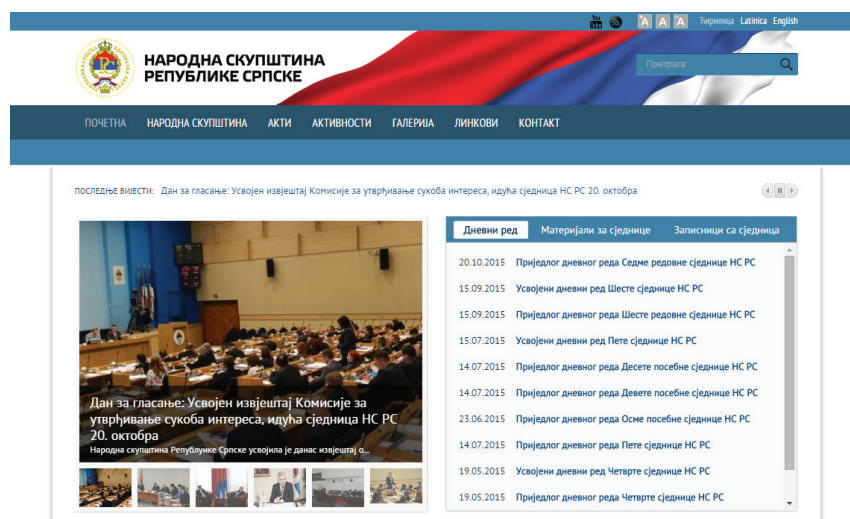 You
Tube
A A A
Ћирилица Latinica English
НАРОДНА СКУПШТИНА
РЕПУБЛИКЕ СРПСКЕ
Претрага
ПОЧЕТНА НАРОДНА СКУПШТИНА АКТИ АКТИВНОСТИ ГАЛЕРИЈА ЛИНКОВИ КОНТАКТ
ПОСЛЕДЊЕ ВИЈЕСТИ: Дан за гласање: Усвојен извјештај Комисије за утврђивање сукоба интереса, идућа сједница НС РС 20. октобра
Дан за гласање: Усвојен извјештај Комисије за
утврђивање сукоба интереса, идућа сједница НС РС
20. октобра
Народна скупштина Републике Српске усвојила је данас извјештај о...
Дневни ред Материјали за сједнице Записници са сједница
20.10.2015 Приједлог дневног реда Седме редовне сједнице НС РС
15.09.2015 Усвојени дневни ред Шесте сједнице НС РС
15.09.2015 Приједлог дневног реда Шесте редовне сједнице НС РС
15.07.2015 Усвојени дневни ред Пете сједнице НС РС
14.07.2015 Приједлог дневног реда Десете посебне сједнице НС РС
14.07.2015 Приједлог дневног реда Девете посебне сједнице НС РС
23.06.2015 Приједлог дневног реда Осме посебне сједнице НС РС
14.07.2015 Приједлог дневног реда Пете сједнице НС РС
19.05.2015 Усвојени дневни ред Четврте сједнице НС РС
19.05.2015 Приједлог дневног реда Четврте сједнице НС РС